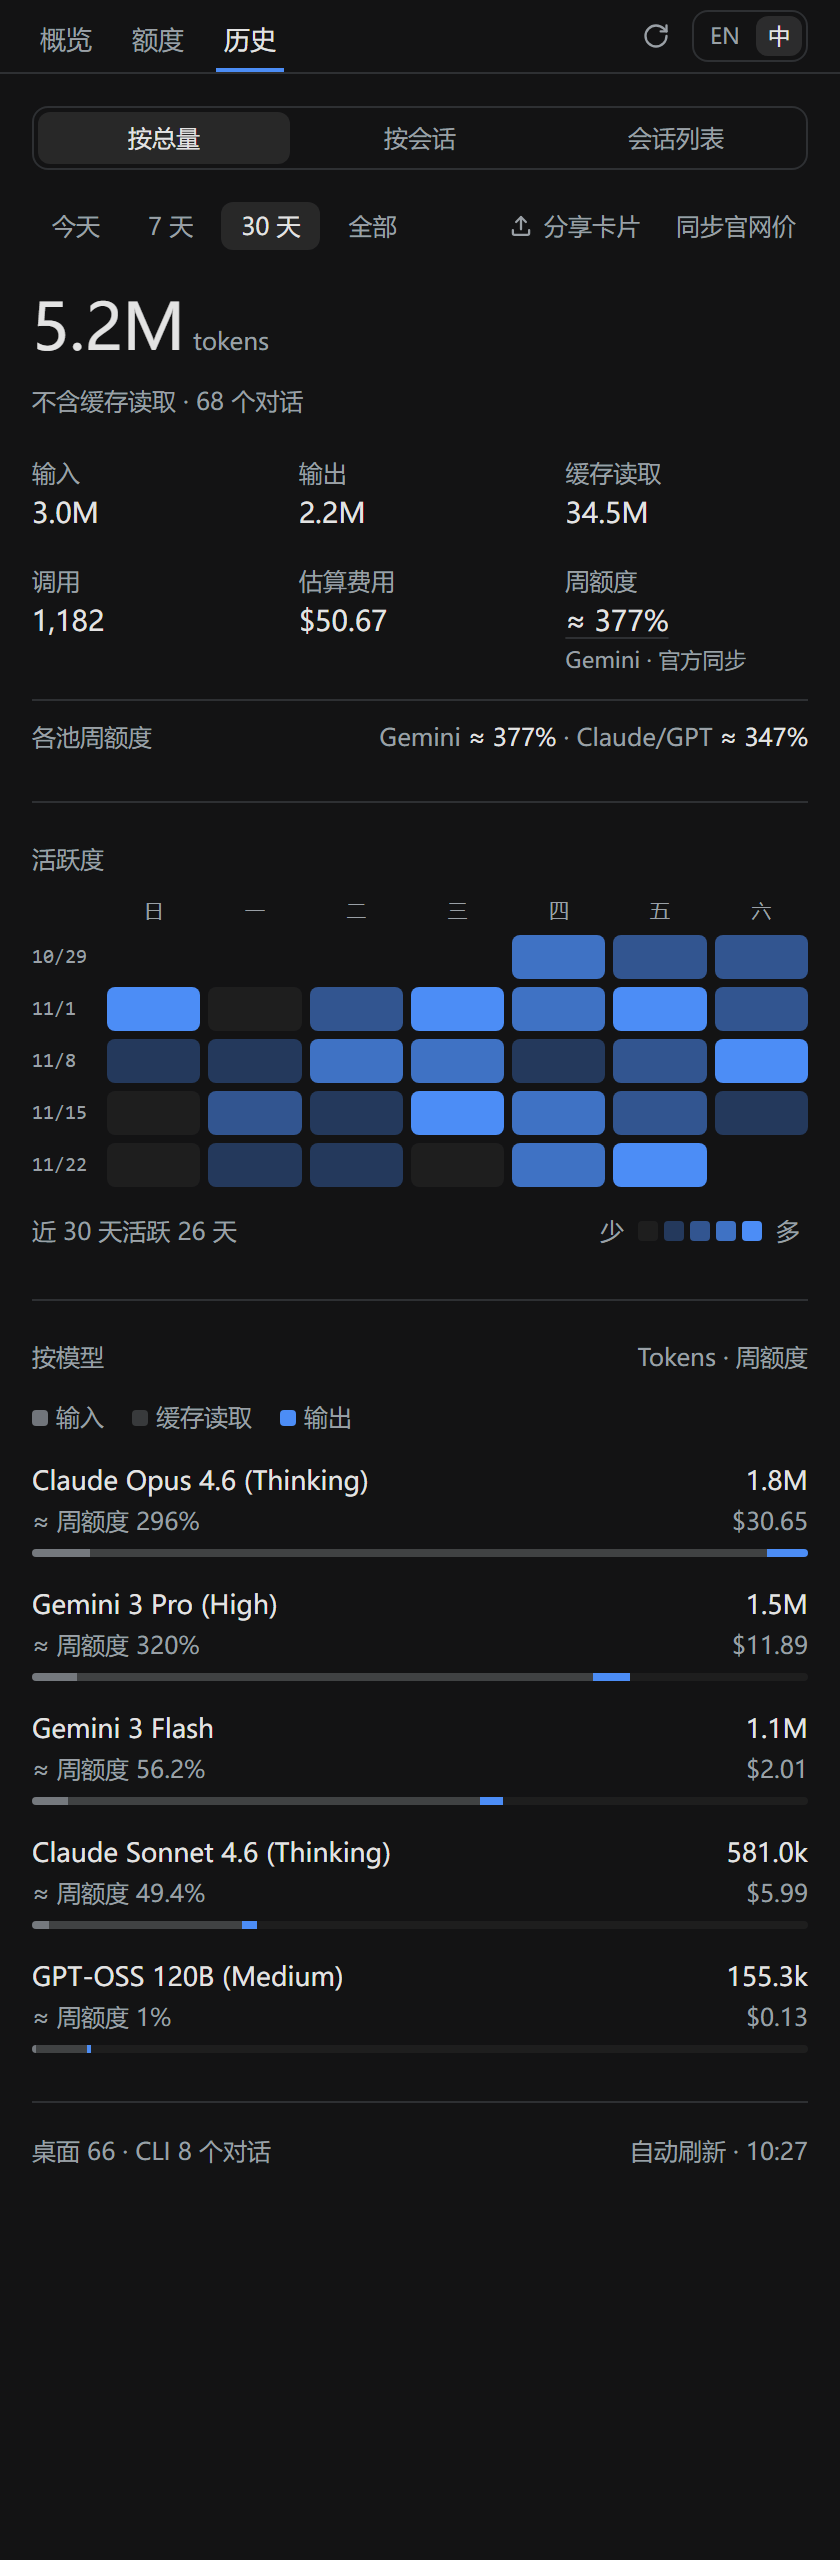 概览 额度 历史 EN 中
按总量 按会话 会话列表
今天 7 天 30 天 全部 分享卡片 同步官网价
5.2M tokens
不含缓存读取 · 68 个对话
输入 输出 缓存读取
3.0M 2.2M 34.5M
调用 估算费用 周额度
1,182 $50.67 ≈ 377%
Gemini · 官方同步
各池周额度 Gemini ≈ 377% · Claude/GPT ≈ 347%
活跃度
日 一 二 三 四 五 六
10/29
11/1
11/8
11/15
11/22
近 30 天活跃 26 天 少 多
按模型 Tokens · 周额度
输入 缓存读取 输出
Claude Opus 4.6 (Thinking) 1.8M
≈ 周额度 296% $30.65
Gemini 3 Pro (High) 1.5M
≈ 周额度 320% $11.89
Gemini 3 Flash 1.1M
≈ 周额度 56.2% $2.01
Claude Sonnet 4.6 (Thinking) 581.0k
≈ 周额度 49.4% $5.99
GPT-OSS 120B (Medium) 155.3k
≈ 周额度 1% $0.13
桌面 66 · CLI 8 个对话 自动刷新 · 10:27